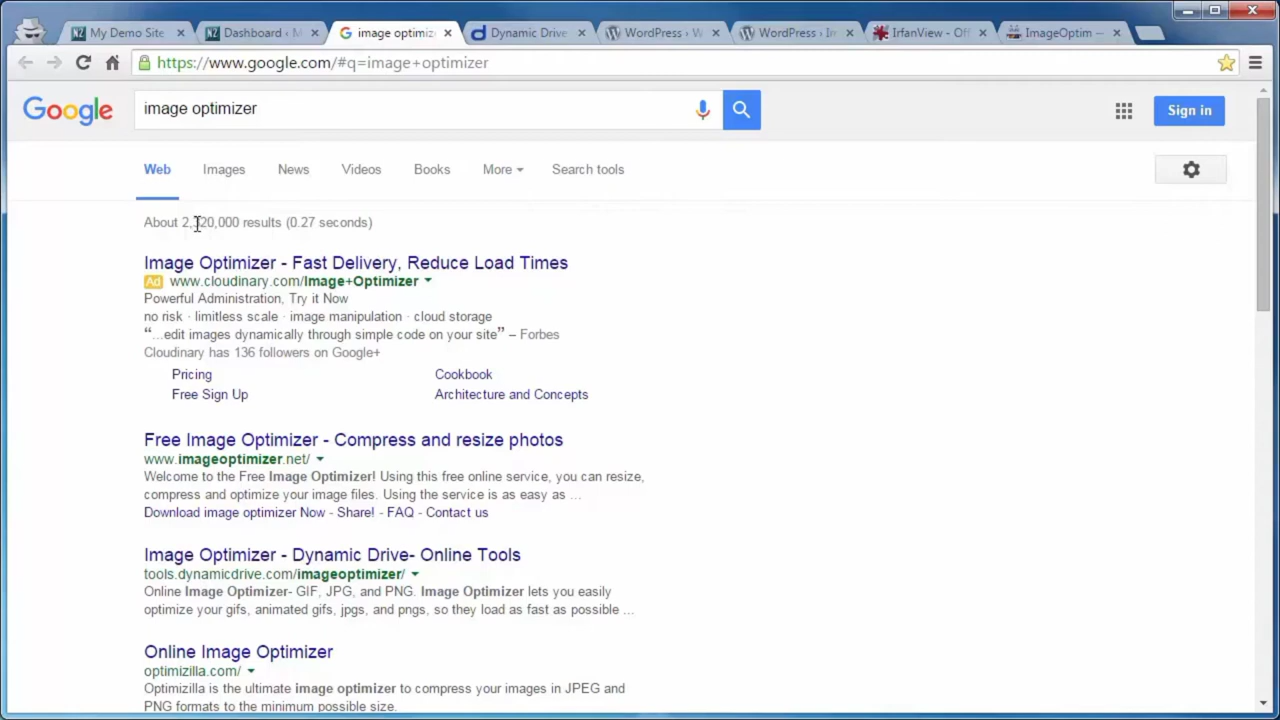 My Demo Site
Dashboard ‹ M
image optimiz
Dynamic Drive
WordPress ‹ W
WordPress › Im
IrfanView - Off
ImageOptim —
https://www.google.com/#q=image+optimizer
Google
image optimizer
Sign in
Web Images News Videos Books More Search tools
About results (0.27 seconds)
Image Optimizer - Fast Delivery, Reduce Load Times
Ad www.cloudinary.com/Image+Optimizer
Powerful Administration, Try it Now
no risk · limitless scale · image manipulation · cloud storage
“...edit images dynamically through simple code on your site” – Forbes
Cloudinary has 136 followers on Google+
Pricing Cookbook
Free Sign Up Architecture and Concepts
Free Image Optimizer - Compress and resize photos
www.imageoptimizer.net/
Welcome to the Free Image Optimizer! Using this free online service, you can resize,
compress and optimize your image files. Using the service is as easy as ...
Download image optimizer Now - Share! - FAQ - Contact us
Image Optimizer - Dynamic Drive- Online Tools
tools.dynamicdrive.com/imageoptimizer/
Online Image Optimizer- GIF, JPG, and PNG. Image Optimizer lets you easily
optimize your gifs, animated gifs, jpgs, and pngs, so they load as fast as possible ...
Online Image Optimizer
optimizilla.com/
Optimizilla is the ultimate image optimizer to compress your images in JPEG and
PNG formats to the minimum possible size.